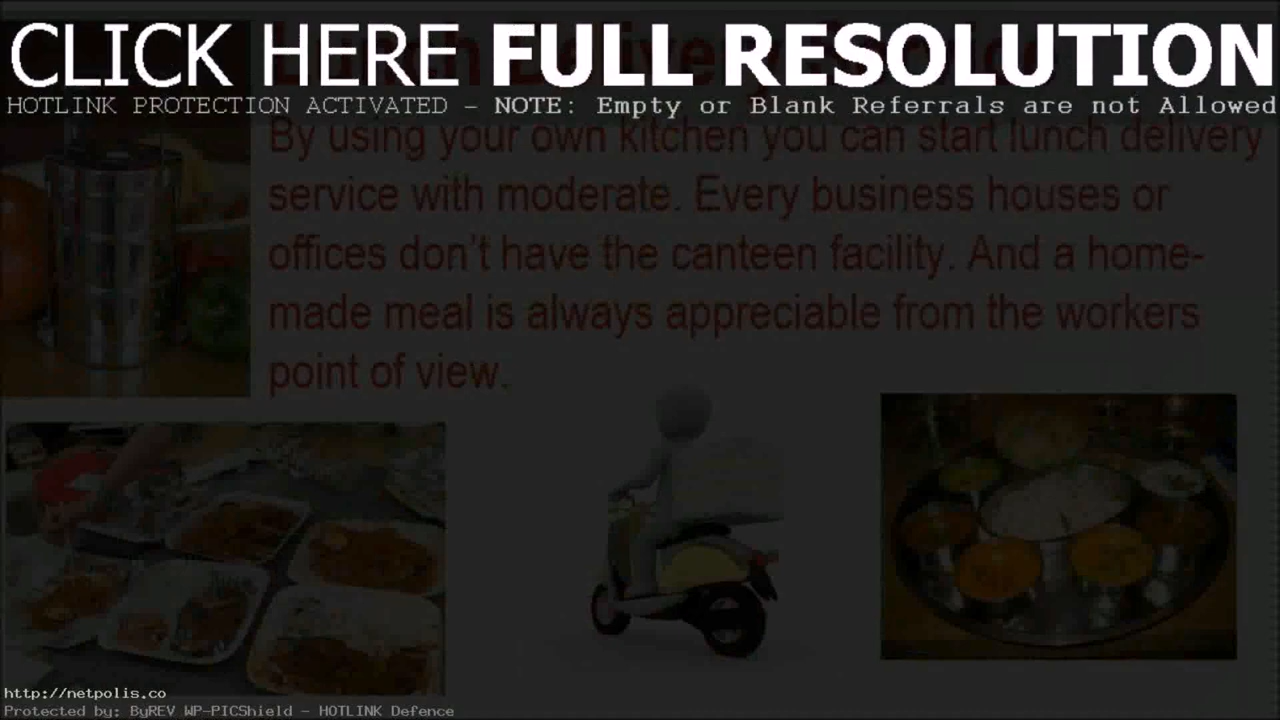 CLICK HERE FULL RESOLUTION
HOTLINK PROTECTION ACTIVATED – NOTE: Empty or Blank Referrals are not Allowed
By using your own kitchen you can start lunch delivery
service with moderate. Every business houses or
offices don't have the canteen facility. And a home-
made meal is always appreciable from the workers
point of view.
http://netpolis.co
Protected by: ByREV WP-PICShield – HOTLINK Defence